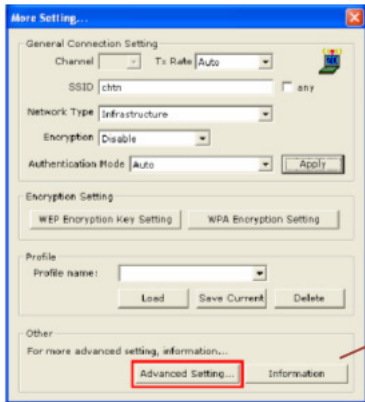 More Setting...
General Connection Setting
Channel Tx Rate Auto
SSID chtn any
Network Type Infrastructure
Encryption Disable
Authentication Mode Auto Apply
Encryption Setting
WEP Encryption Key Setting WPA Encryption Setting
Profile
Profile name:
Load Save Current Delete
Other
For more advanced setting, information...
Advanced Setting... Information